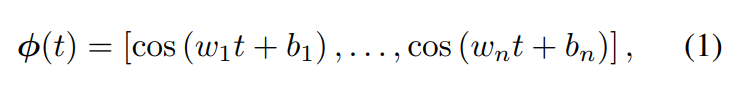 ϕ(t) = [cos (w₁t + b₁) , . . . , cos (wₙt + bₙ)] , (1)